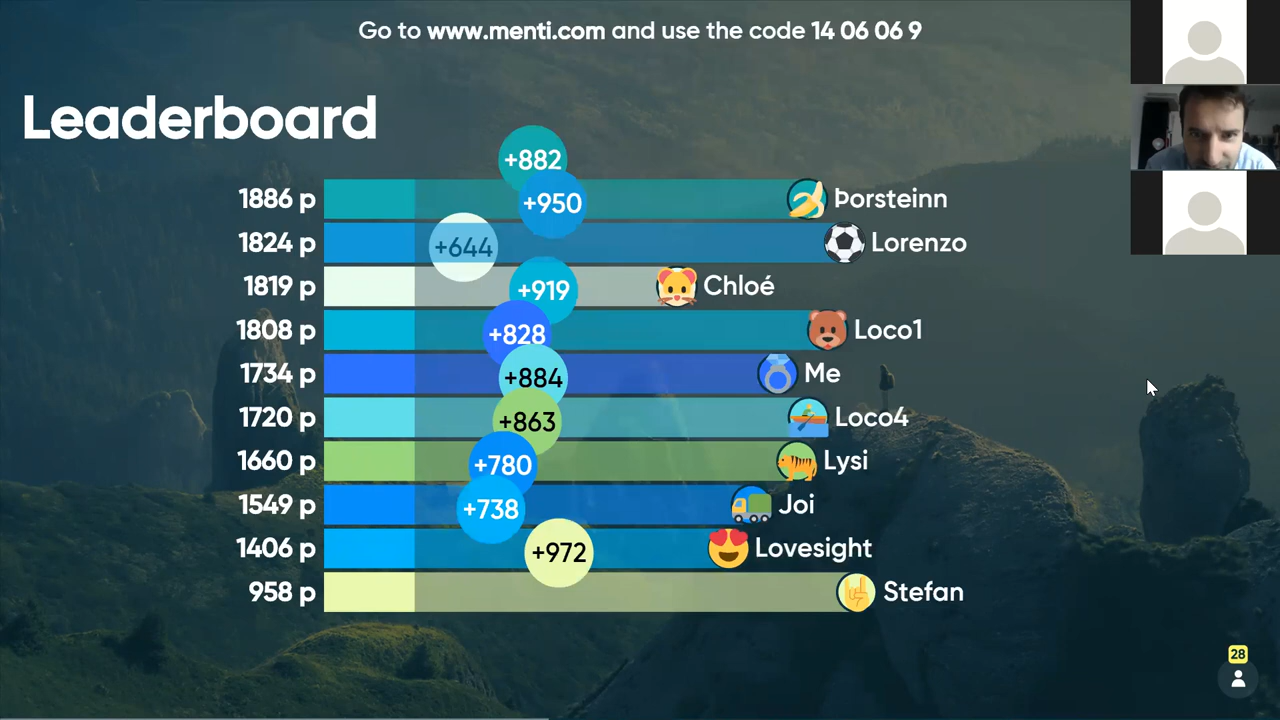 Go to www.menti.com and use the code 14 06 06 9
Leaderboard
+882
1886 p Þorsteinn
+950
1824 p Lorenzo
+644
1819 p Chloé
+919
1808 p Loco1
+828
1734 p Me
+884
1720 p Loco4
+863
1660 p Lysi
+780
1549 p Joi
+738
1406 p Lovesight
+972
958 p Stefan
28